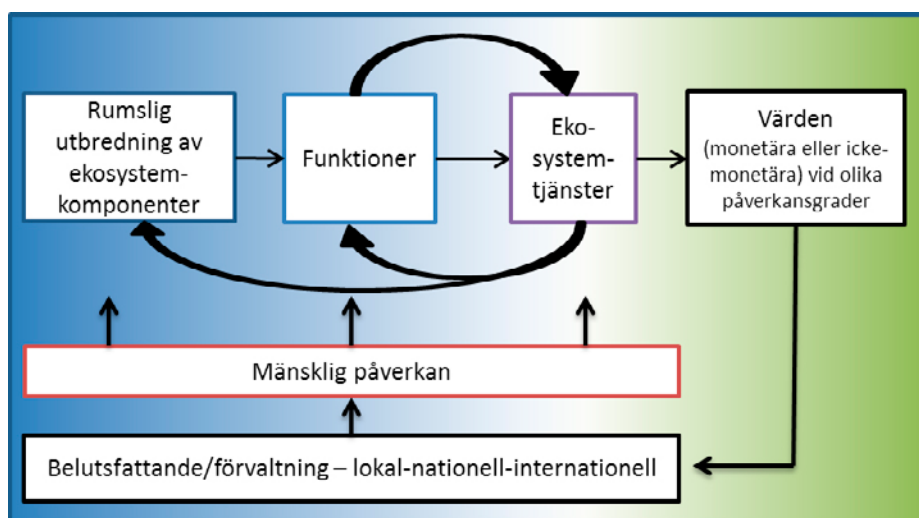 Rumslig
utbredning av
ekosystem-
komponenter
Funktioner
Eko-
system-
tjänster
Värden
(monetära eller icke-
monetära) vid olika
påverkansgrader
Mänsklig påverkan
Belutsfattande/förvaltning – lokal-nationell-internationell